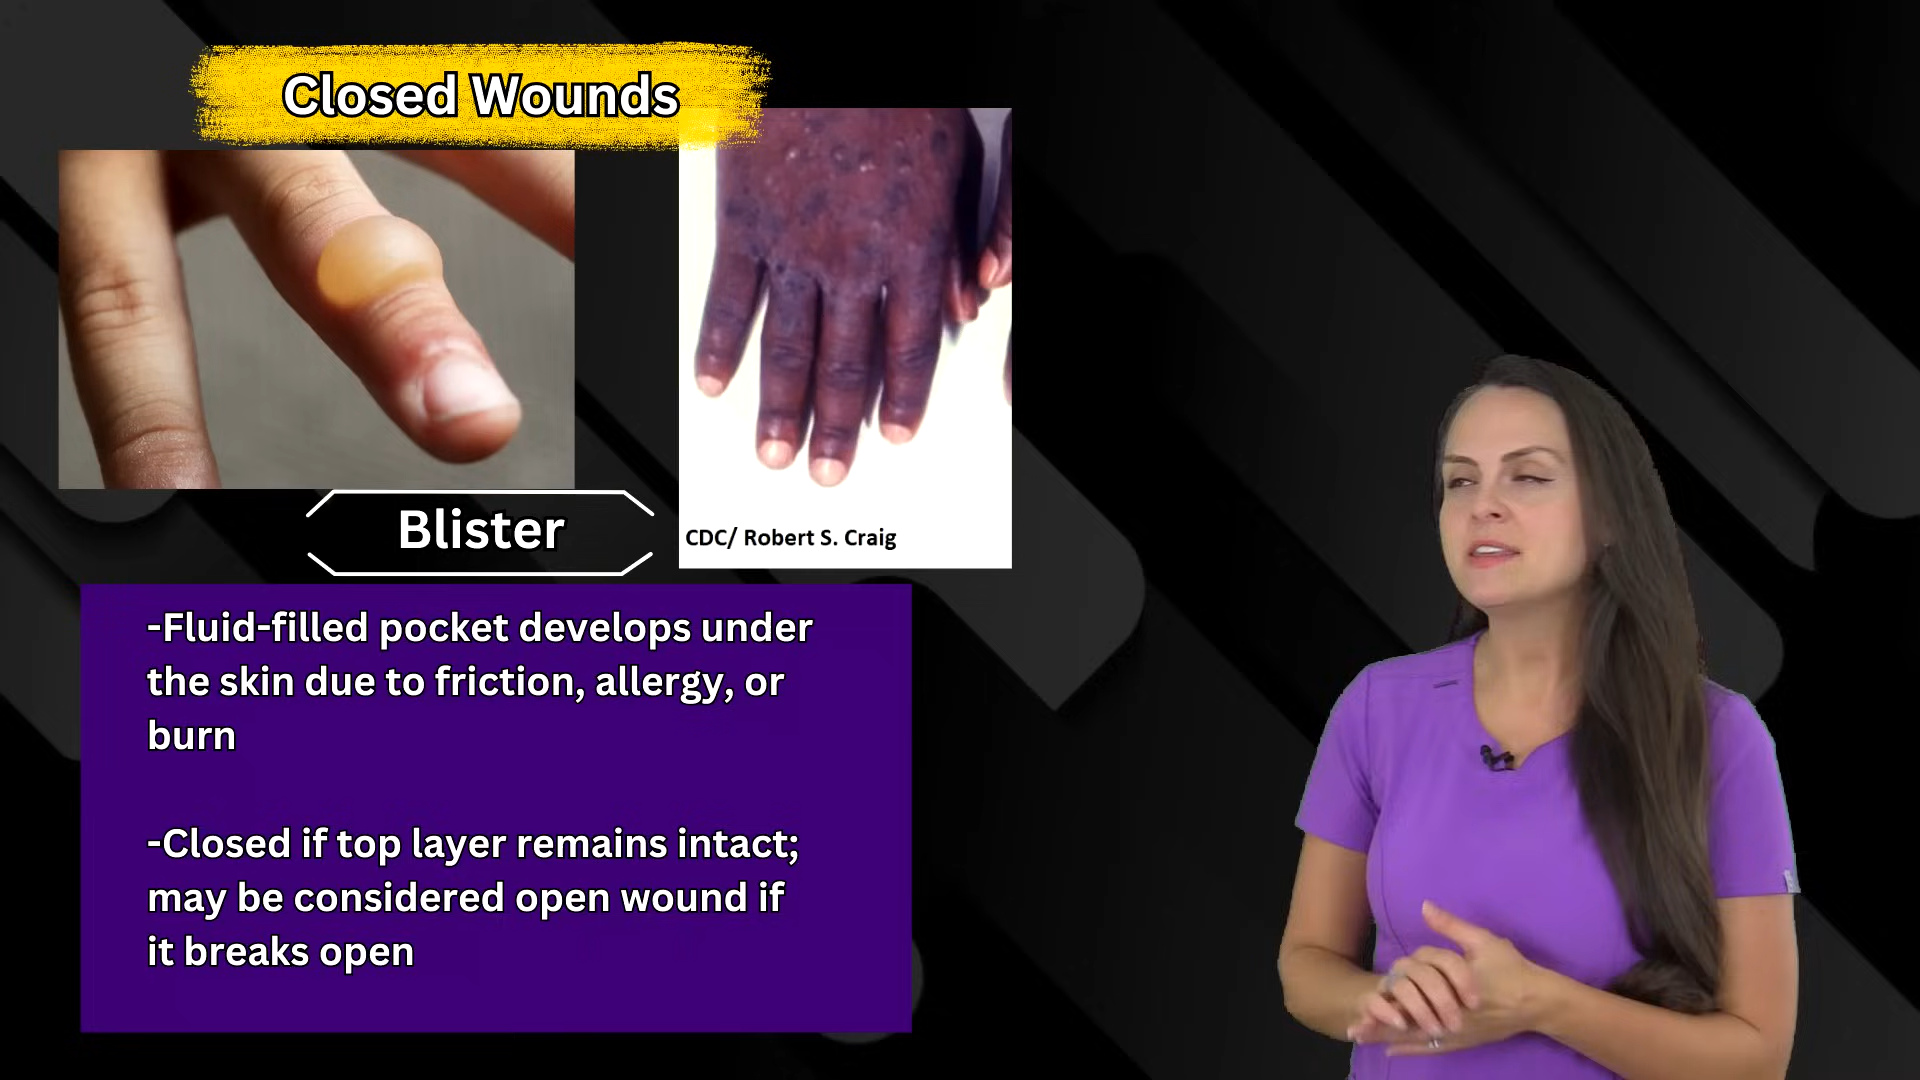 Closed Wounds
CDC/ Robert S. Craig
Blister
-Fluid-filled pocket develops under
the skin due to friction, allergy, or
burn
-Closed if top layer remains intact;
may be considered open wound if
it breaks open